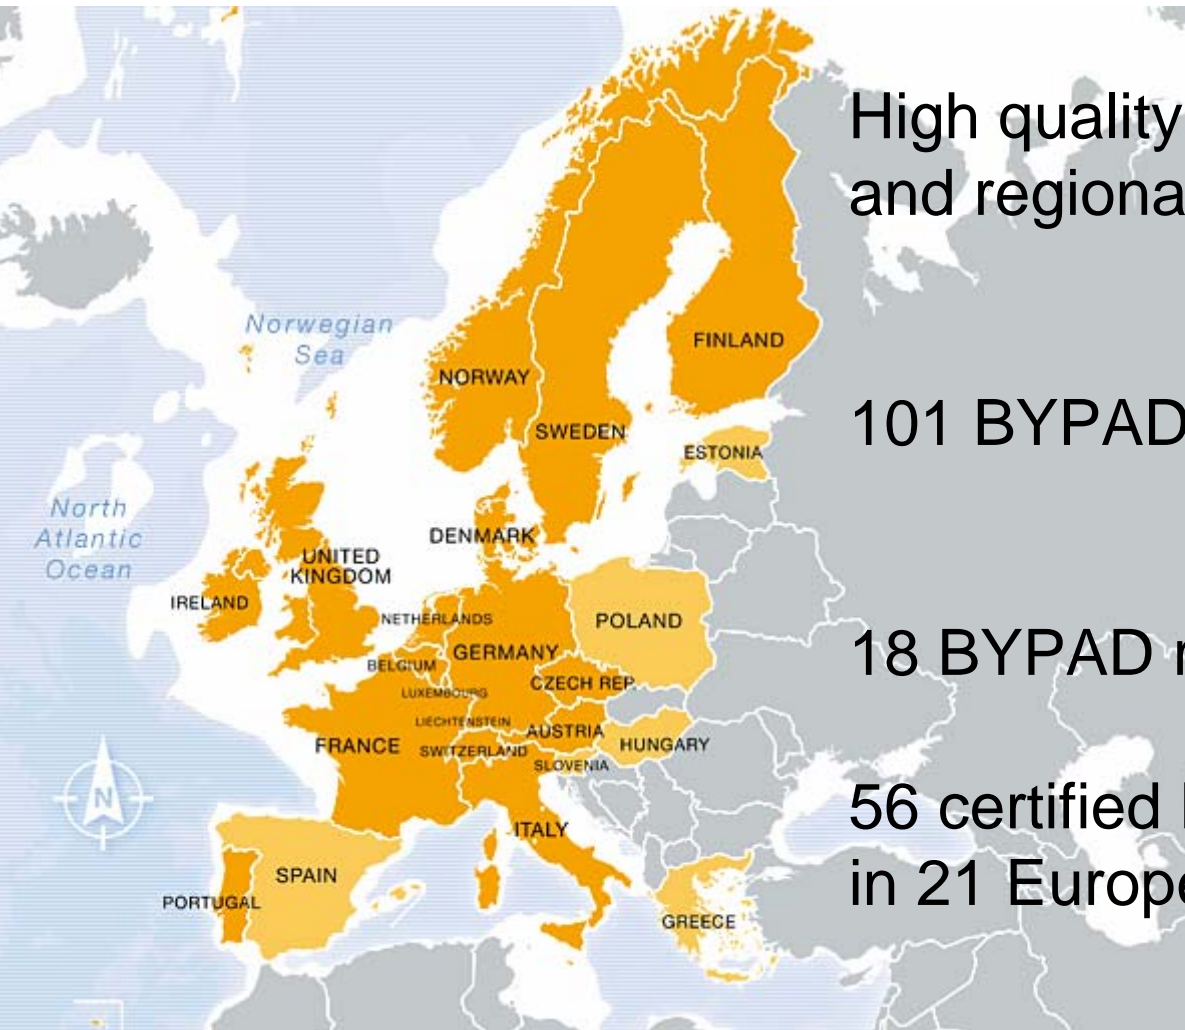 High quality
and regiona
Norwegian
Sea
FINLAND
NORWAY
101 BYPAD
SWEDEN
ESTONIA
North
Atlantic
Ocean
DENMARK
UNITED
KINGDOM
IRELAND
NETHERLANDS
POLAND
GERMANY
18 BYPAD
BELGIUM
CZECH REP.
LUXEMBOURG
LIECHTENSTEIN
AUSTRIA
FRANCE
SWITZERLAND
HUNGARY
SLOVENIA
N
56 certified
in 21 Europe
ITALY
SPAIN
PORTUGAL
GREECE